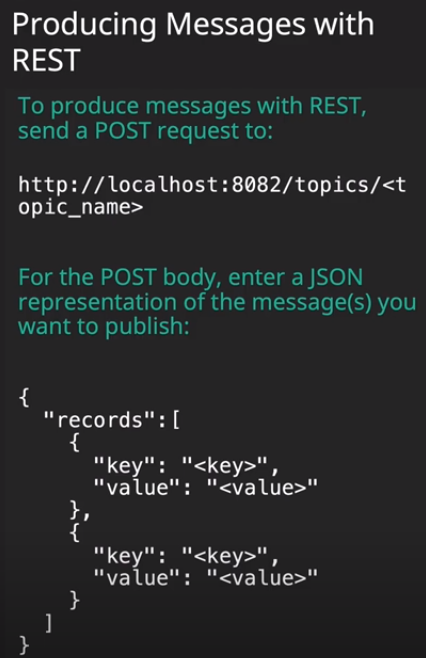 Producing Messages with
REST
To produce messages with REST,
send a POST request to:
http://localhost:8082/topics/<t
opic_name>
For the POST body, enter a JSON
representation of the message(s) you
want to publish:
{
  "records":[
    {
      "key": "<key>",
      "value": "<value>"
    },
    {
      "key": "<key>",
      "value": "<value>"
    }
  ]
}